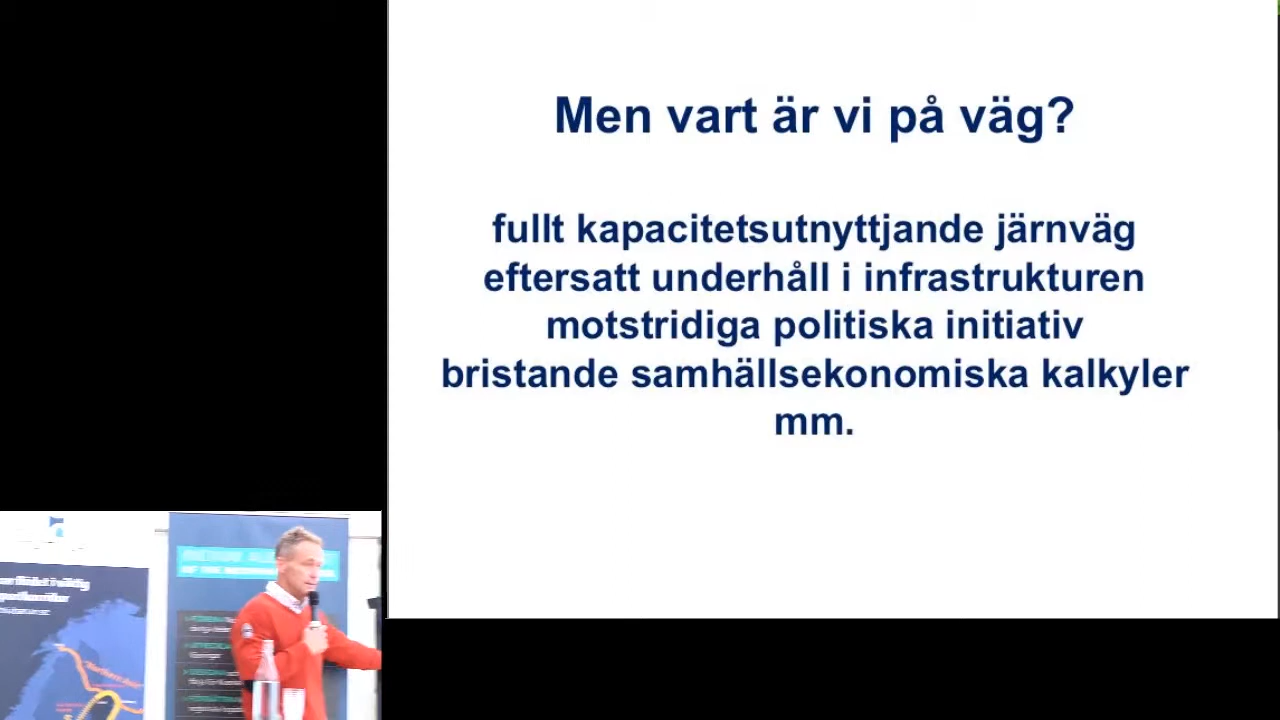 Men vart är vi på väg?
fullt kapacitetsutnyttjande järnväg
eftersatt underhåll i infrastrukturen
motstridiga politiska initiativ
bristande samhällsekonomiska kalkyler
mm.